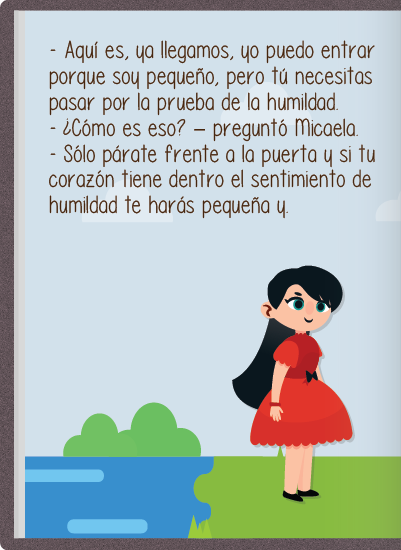 - Aquí es, ya llegamos, yo puedo entrar
porque soy pequeño, pero tú necesitas
pasar por la prueba de la humildad.
- ¿Cómo es eso? – preguntó Micaela.
- Sólo párate frente a la puerta y si tu
corazón tiene dentro el sentimiento de
humildad te harás pequeña y.